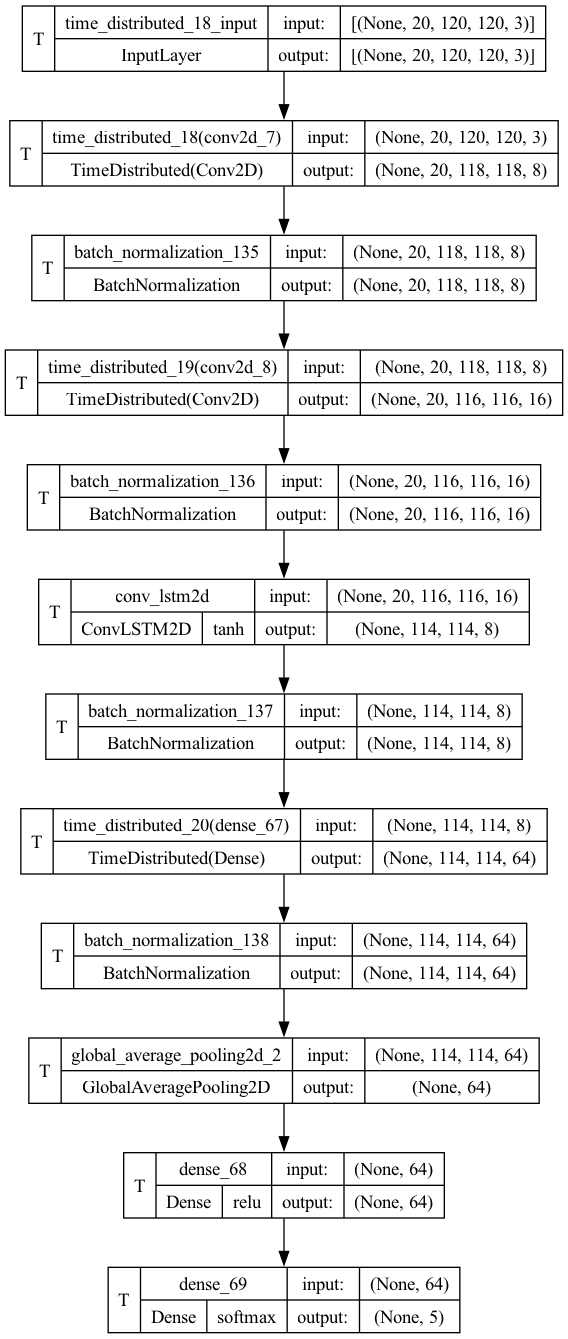 T time_distributed_18_input input: [(None, 20, 120, 120, 3)]
InputLayer output: [(None, 20, 120, 120, 3)]
T time_distributed_18(conv2d_7) input: (None, 20, 120, 120, 3)
TimeDistributed(Conv2D) output: (None, 20, 118, 118, 8)
T batch_normalization_135 input: (None, 20, 118, 118, 8)
BatchNormalization output: (None, 20, 118, 118, 8)
T time_distributed_19(conv2d_8) input: (None, 20, 118, 118, 8)
TimeDistributed(Conv2D) output: (None, 20, 116, 116, 16)
T batch_normalization_136 input: (None, 20, 116, 116, 16)
BatchNormalization output: (None, 20, 116, 116, 16)
T conv_lstm2d input: (None, 20, 116, 116, 16)
ConvLSTM2D tanh output: (None, 114, 114, 8)
T batch_normalization_137 input: (None, 114, 114, 8)
BatchNormalization output: (None, 114, 114, 8)
T time_distributed_20(dense_67) input: (None, 114, 114, 8)
TimeDistributed(Dense) output: (None, 114, 114, 64)
T batch_normalization_138 input: (None, 114, 114, 64)
BatchNormalization output: (None, 114, 114, 64)
T global_average_pooling2d_2 input: (None, 114, 114, 64)
GlobalAveragePooling2D output: (None, 64)
T dense_68 input: (None, 64)
Dense relu output: (None, 64)
T dense_69 input: (None, 64)
Dense softmax output: (None, 5)